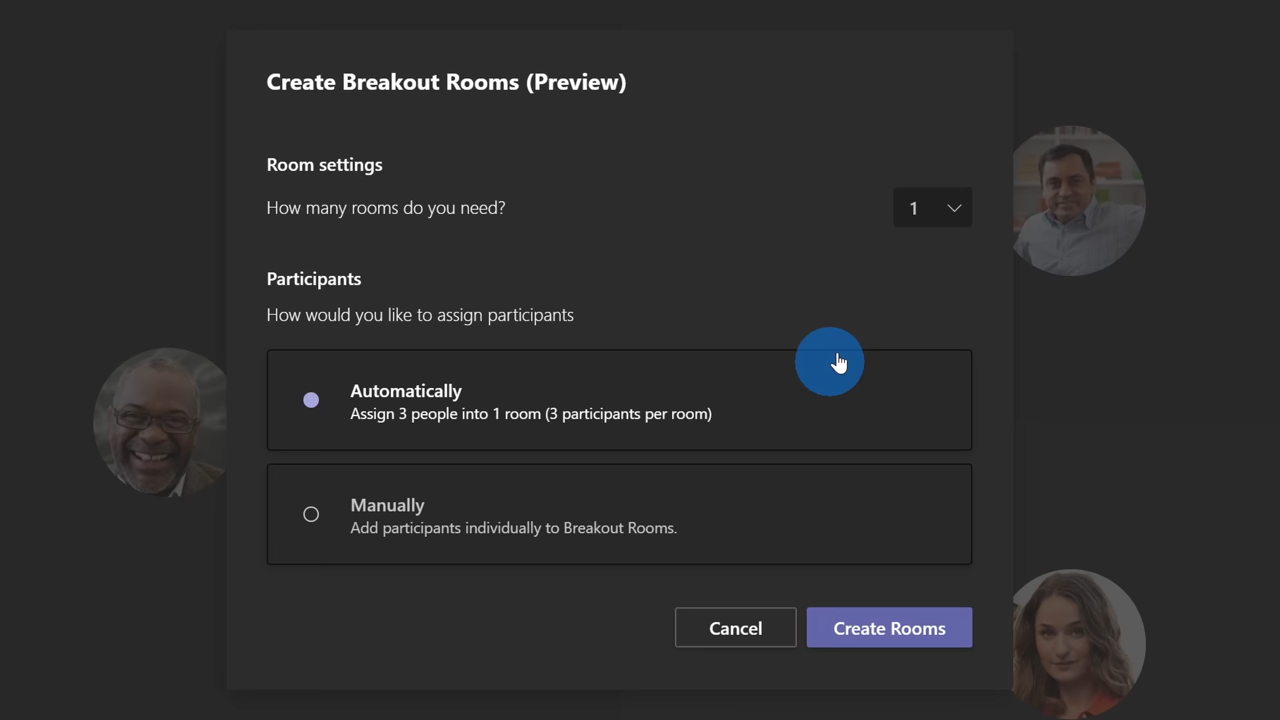 Create Breakout Rooms (Preview)
Room settings
How many rooms do you need?
1
Participants
How would you like to assign participants
Automatically
Assign 3 people into 1 room (3 participants per room)
Manually
Add participants individually to Breakout Rooms.
Cancel
Create Rooms